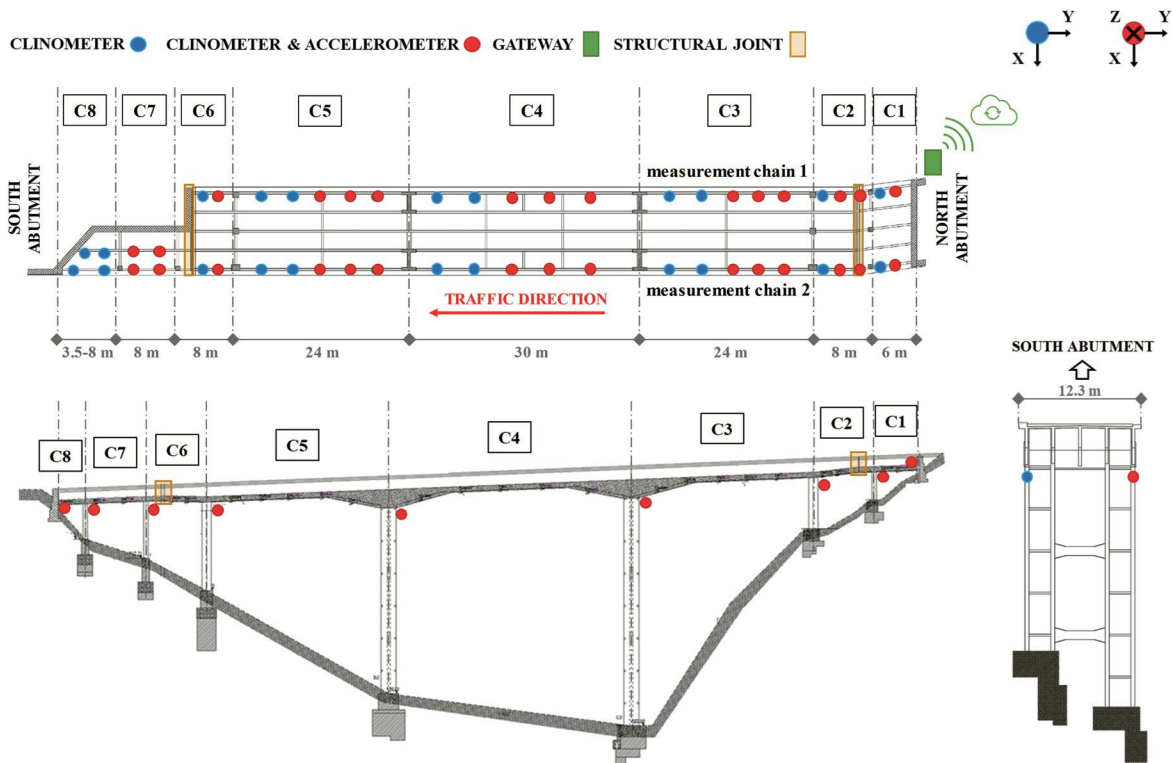 CLINOMETER CLINOMETER & ACCELEROMETER GATEWAY STRUCTURAL JOINT
Y
X
Z
Y
X
C8 C7 C6 C5 C4 C3 C2 C1
measurement chain 1
SOUTH
ABUTMENT
NORTH
ABUTMENT
measurement chain 2
TRAFFIC DIRECTION
3.5-8 m 8 m 8 m 24 m 30 m 24 m 8 m 6 m
SOUTH ABUTMENT
12.3 m
C8 C7 C6 C5 C4 C3 C2 C1